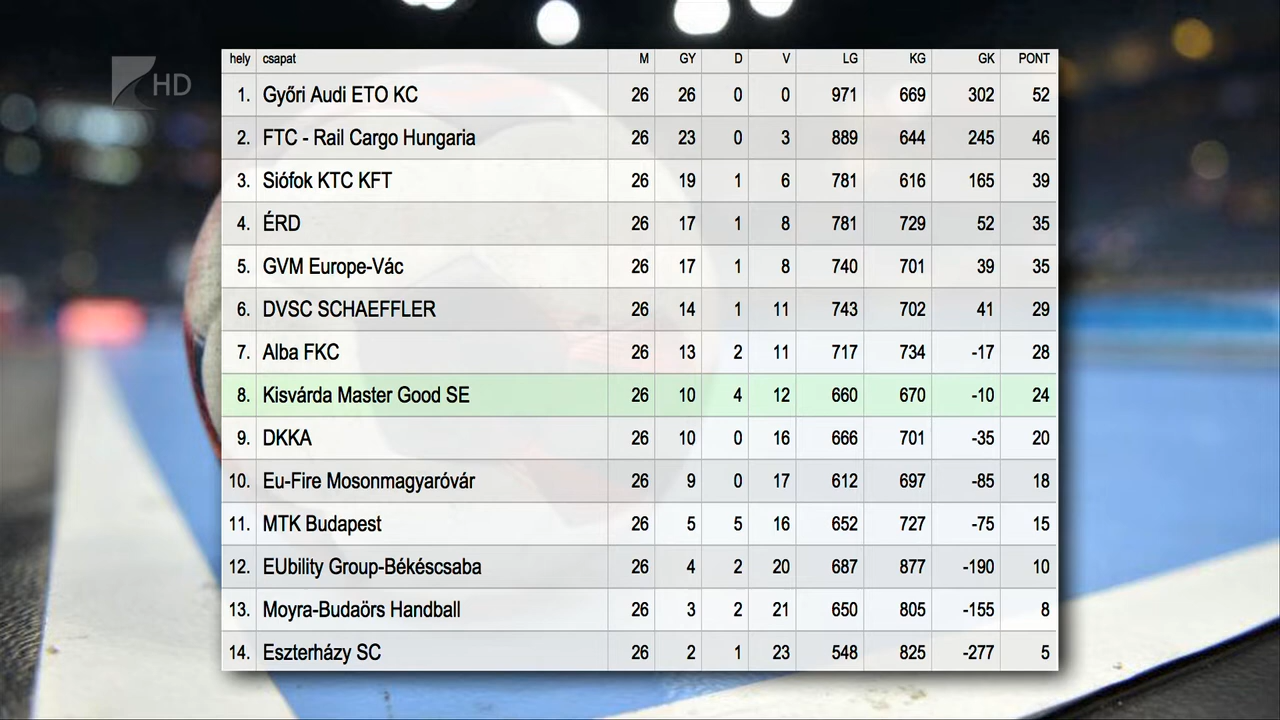 HD
hely csapat M GY D V LG KG GK PONT
1. Győri Audi ETO KC 26 26 0 0 971 669 302 52
2. FTC - Rail Cargo Hungaria 26 23 0 3 889 644 245 46
3. Siófok KTC KFT 26 19 1 6 781 616 165 39
4. ÉRD 26 17 1 8 781 729 52 35
5. GVM Europe-Vác 26 17 1 8 740 701 39 35
6. DVSC SCHAEFFLER 26 14 1 11 743 702 41 29
7. Alba FKC 26 13 2 11 717 734 -17 28
8. Kisvárda Master Good SE 26 10 4 12 660 670 -10 24
9. DKKA 26 10 0 16 666 701 -35 20
10. Eu-Fire Mosonmagyaróvár 26 9 0 17 612 697 -85 18
11. MTK Budapest 26 5 5 16 652 727 -75 15
12. EUbility Group-Békéscsaba 26 4 2 20 687 877 -190 10
13. Moyra-Budaörs Handball 26 3 2 21 650 805 -155 8
14. Eszterházy SC 26 2 1 23 548 825 -277 5